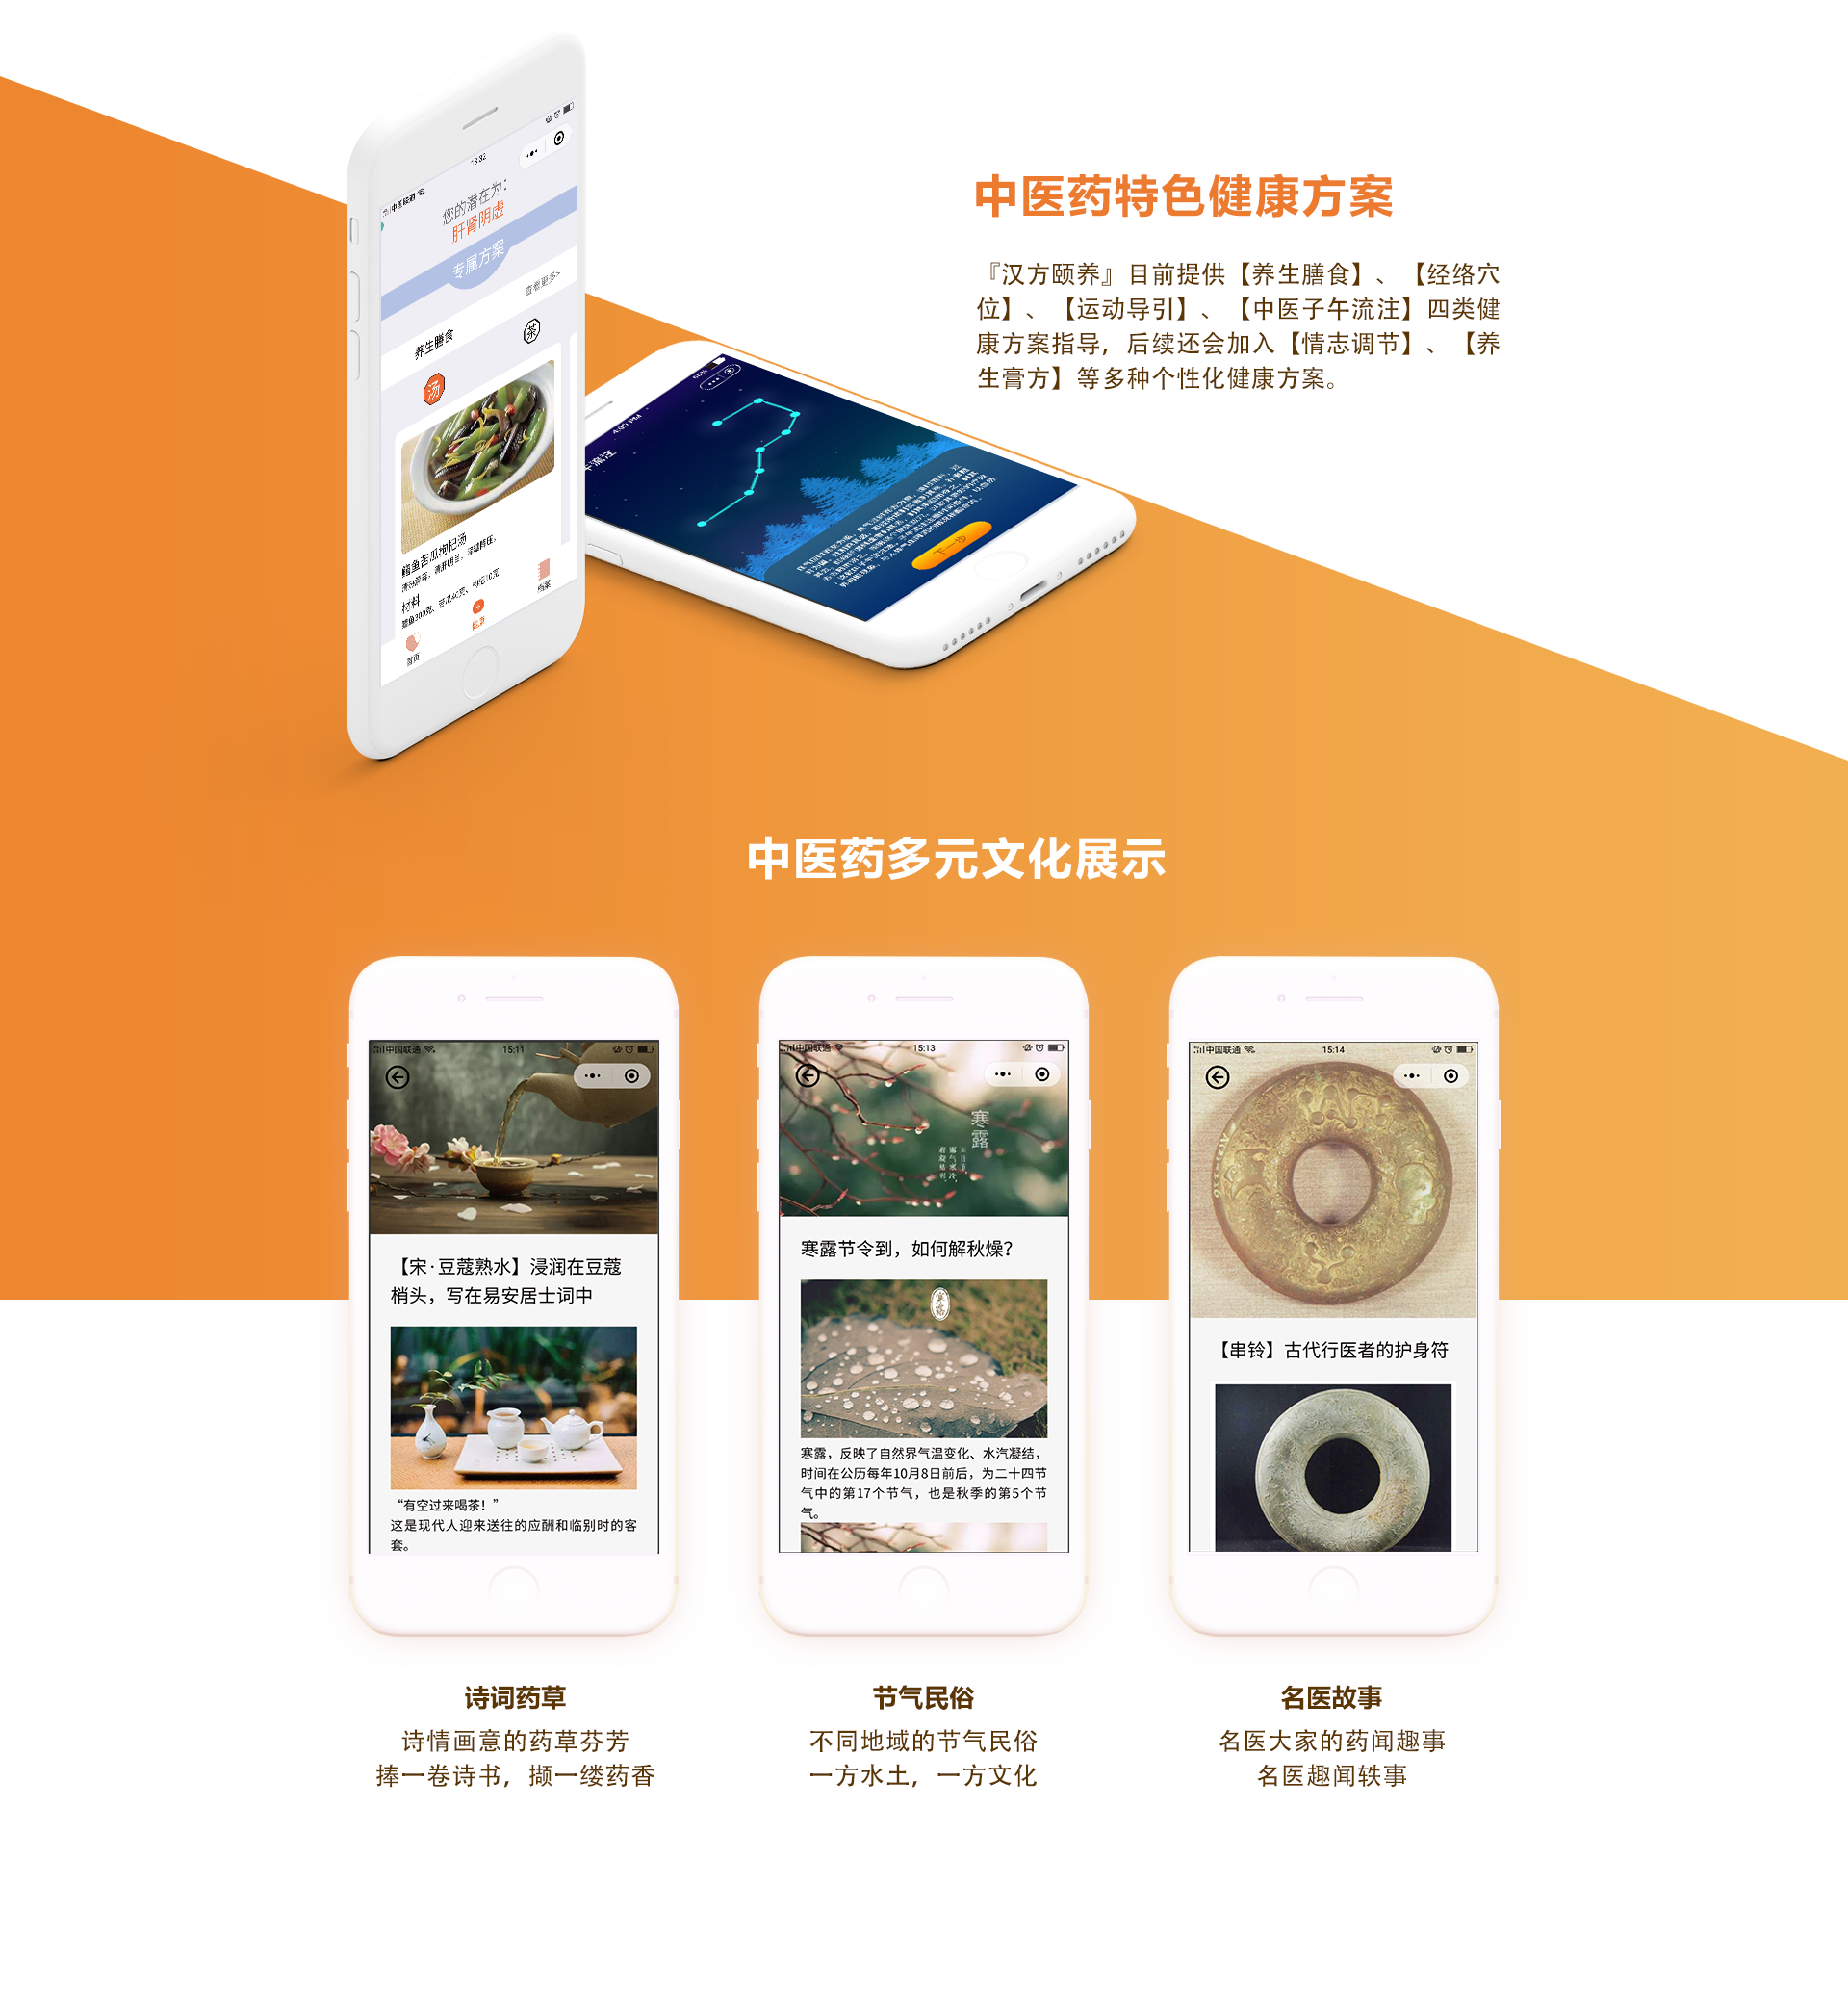 中国联通
13:32
您的潜在为：
肝肾阴虚
专属方案
查看更多>
养生膳食
茶
汤
鳝鱼苦瓜枸杞汤
材料
首页
档案
中医药特色健康方案
『汉方颐养』目前提供【养生膳食】、【经络穴
位】、【运动导引】、【中医子午流注】四类健
康方案指导，后续还会加入【情志调节】、【养
生膏方】等多种个性化健康方案。
4:00 PM
午流注
下一步
中医药多元文化展示
中国联通 15:11
【宋·豆蔻熟水】浸润在豆蔻
梢头，写在易安居士词中
“有空过来喝茶！”
这是现代人迎来送往的应酬和临别时的客
套。
中国联通 15:13
寒露
寒露节令到，如何解秋燥？
寒露，反映了自然界气温变化、水汽凝结，
时间在公历每年10月8日前后，为二十四节
气中的第17个节气，也是秋季的第5个节
气。
中国联通 15:14
【串铃】古代行医者的护身符
诗词药草
诗情画意的药草芬芳
捧一卷诗书，撷一缕药香
节气民俗
不同地域的节气民俗
一方水土，一方文化
名医故事
名医大家的药闻趣事
名医趣闻轶事